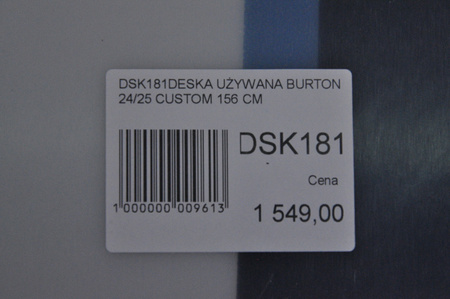 DSK181DESKA UŻYWANA BURTON
24/25 CUSTOM 156 CM
DSK181
Cena
1 549,00
1 000000 009613